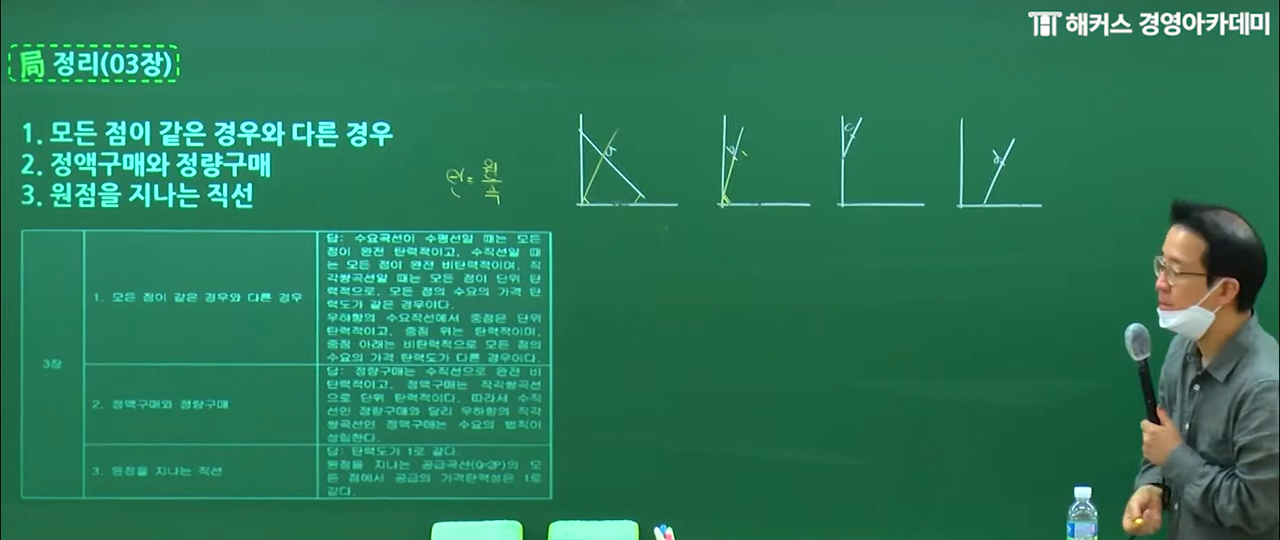 해커스 경영아카데미
局 정리(03장)
1. 모든 점이 같은 경우와 다른 경우
2. 정액구매와 정량구매
3. 원점을 지나는 직선
3장
1. 모든 점이 같은 경우와 다른 경우
답: 수요곡선이 수평선일 때는 모든
점이 완전 탄력적이고, 수직선일 때
는 모든 점이 완전 비탄력적이며, 직
각쌍곡선일 때는 모든 점이 단위 탄
력적으로, 모든 점의 수요의 가격 탄
력도가 같은 경우이다.
우하향의 수요직선에서 중점은 단위
탄력적이고, 중점 위는 탄력적이며,
중점 아래는 비탄력적으로 모든 점의
수요의 가격 탄력도가 다른 경우이다.
2. 정액구매와 정량구매
답: 정량구매는 수직선으로 완전 비
탄력적이고, 정액구매는 직각쌍곡선
으로 단위 탄력적이다. 따라서 수직
선인 정량구매와 달리 우하향의 직각
쌍곡선인 정액구매는 수요의 법칙이
성립한다.
3. 원점을 지나는 직선
답: 탄력도가 1로 같다.
원점을 지나는 공급곡선(Q=2P)의 모
든 점에서 공급의 가격탄력성은 1로
같다.